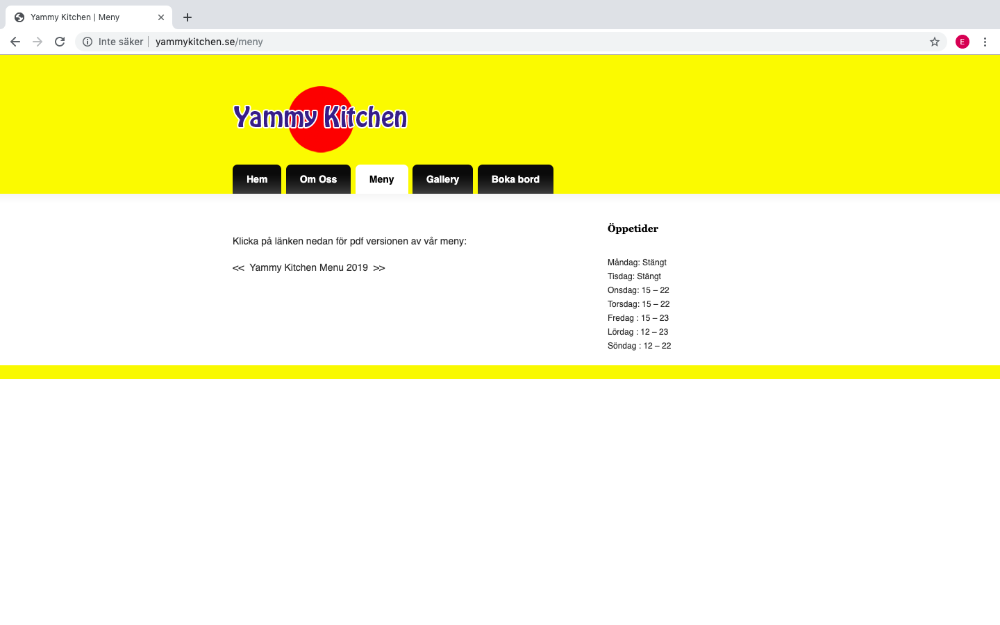 Yammy Kitchen | Meny
Inte säker
yammykitchen.se/meny
E
Yammy Kitchen
Hem
Om Oss
Meny
Gallery
Boka bord
Klicka på länken nedan för pdf versionen av vår meny:
<< Yammy Kitchen Menu 2019 >>
Öppetider
Måndag: Stängt
Tisdag: Stängt
Onsdag: 15 – 22
Torsdag: 15 – 22
Fredag : 15 – 23
Lördag : 12 – 23
Söndag : 12 – 22